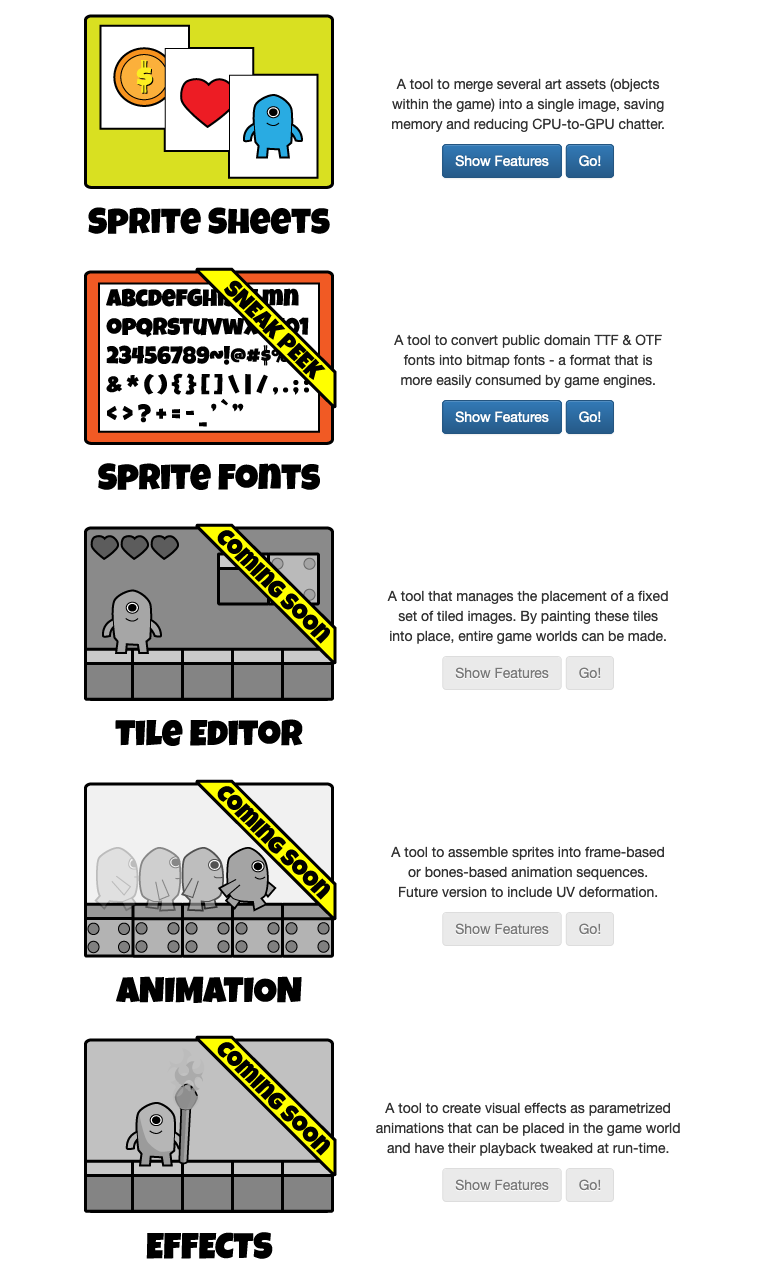 $
A tool to merge several art assets (objects
within the game) into a single image, saving
memory and reducing CPU-to-GPU chatter.
Show Features Go!
SPRITE SHEETS
ABCDEFGHI mn
OPQRSTUVWX Q1
23456789~!@#$%
& * ( ) { } [ ] \ | / , . ; :
< > ? + = - _ ' ` "
SNEAK PEEK
A tool to convert public domain TTF & OTF
fonts into bitmap fonts - a format that is
more easily consumed by game engines.
Show Features Go!
SPRITE FONTS
COMING SOON
A tool that manages the placement of a fixed
set of tiled images. By painting these tiles
into place, entire game worlds can be made.
Show Features Go!
TILE EDITOR
COMING SOON
A tool to assemble sprites into frame-based
or bones-based animation sequences.
Future version to include UV deformation.
Show Features Go!
ANIMATION
COMING SOON
A tool to create visual effects as parametrized
animations that can be placed in the game world
and have their playback tweaked at run-time.
Show Features Go!
EFFECTS